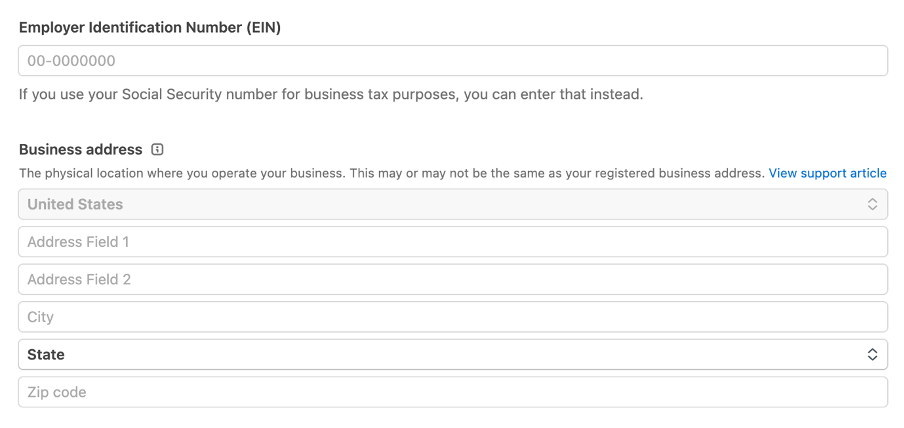 Employer Identification Number (EIN)
00-0000000
If you use your Social Security number for business tax purposes, you can enter that instead.
Business address
The physical location where you operate your business. This may or may not be the same as your registered business address. View support article
United States
Address Field 1
Address Field 2
City
State
Zip code